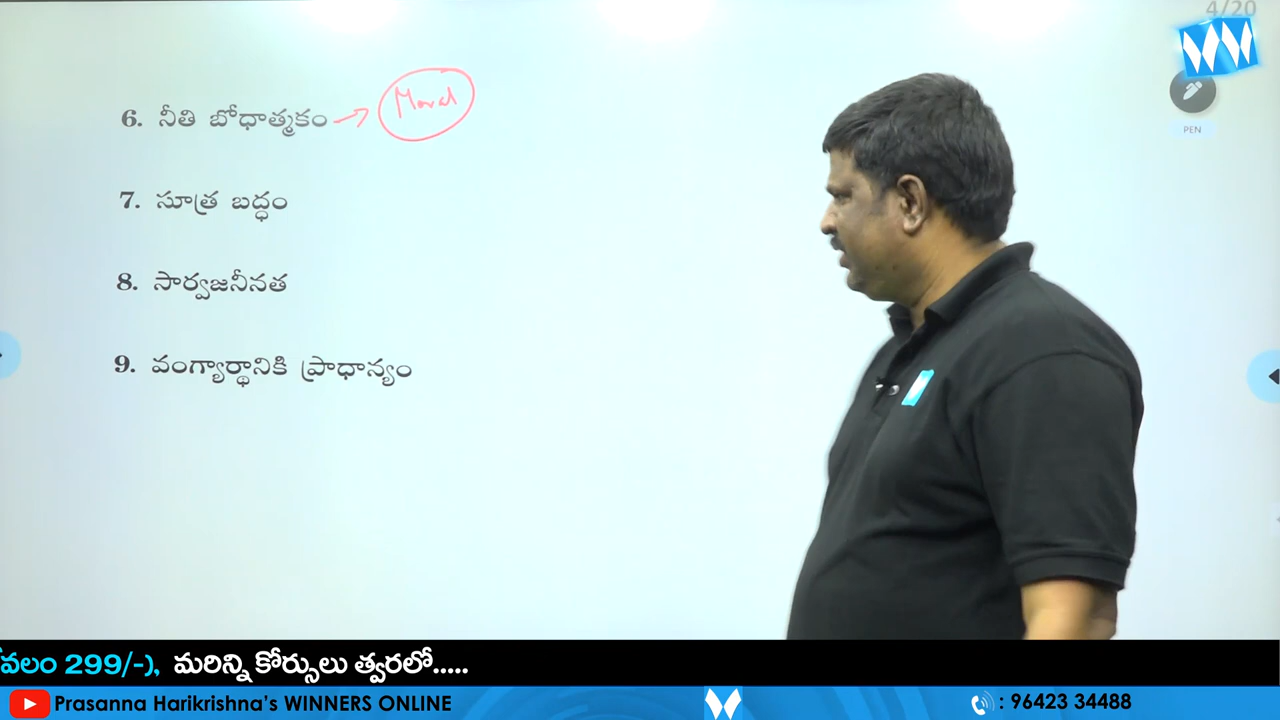 4/20
6. నీతి బోధాత్మకం → Moral
PEN
7. సూత్ర బద్ధం
8. సార్వజనీనత
9. వంగ్యార్థానికి ప్రాధాన్యం
వలం 299/-), మరిన్ని కోర్సులు త్వరలో.....
Prasanna Harikrishna's WINNERS ONLINE
: 96423 34488